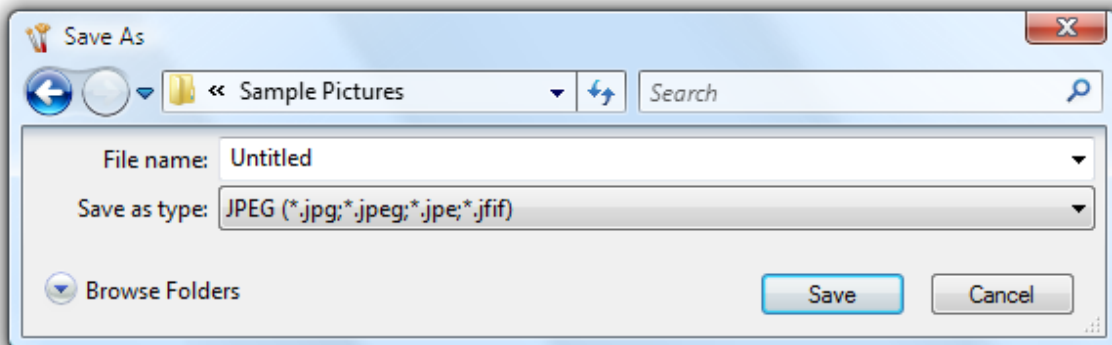 Save As
« Sample Pictures
Search
File name: Untitled
Save as type: JPEG (*.jpg;*.jpeg;*.jpe;*.jfif)
Browse Folders
Save
Cancel